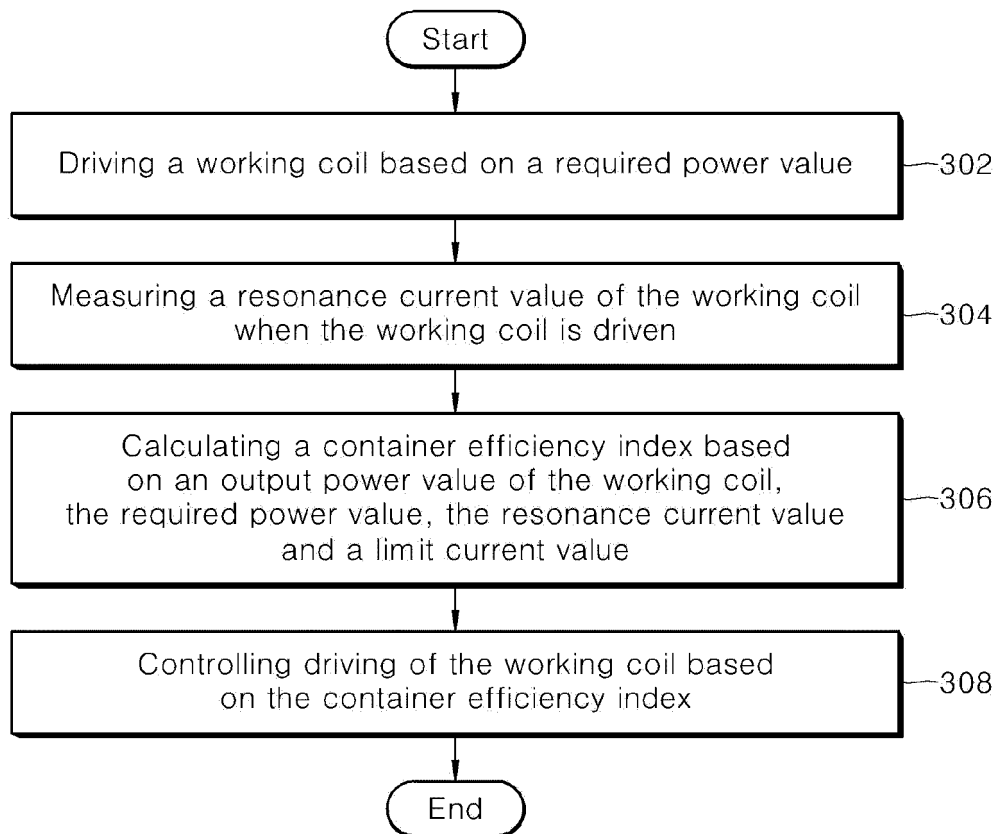 Start
Driving a working coil based on a required power value
302
Measuring a resonance current value of the working coil
when the working coil is driven
304
Calculating a container efficiency index based
on an output power value of the working coil,
the required power value, the resonance current value
and a limit current value
306
Controlling driving of the working coil based
on the container efficiency index
308
End